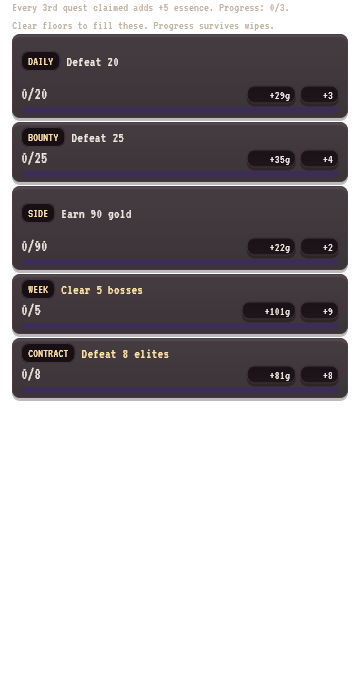 Every 3rd quest claimed adds +5 essence. Progress: 0/3.
Clear floors to fill these. Progress survives wipes.
DAILY Defeat 20
0/20 +29g +3
BOUNTY Defeat 25
0/25 +35g +4
SIDE Earn 90 gold
0/90 +22g +2
WEEK Clear 5 bosses
0/5 +101g +9
CONTRACT Defeat 8 elites
0/8 +81g +8